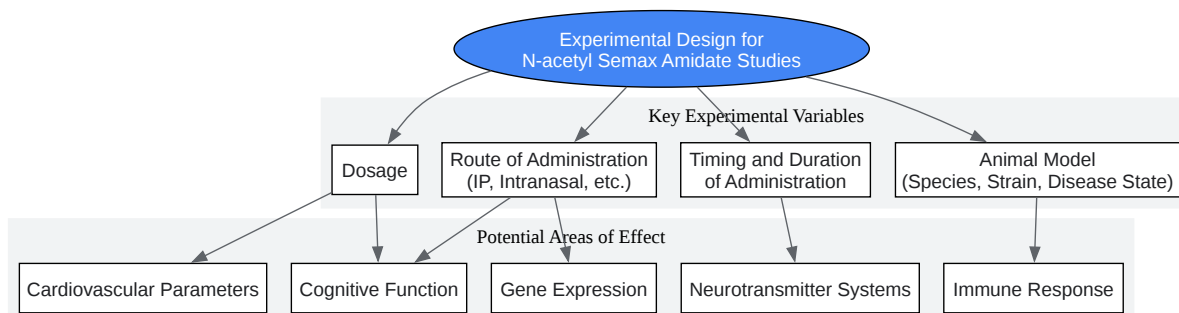 Experimental Design for
N-acetyl Semax Amidate Studies
Key Experimental Variables
Dosage
Route of Administration
(IP, Intranasal, etc.)
Timing and Duration
of Administration
Animal Model
(Species, Strain, Disease State)
Potential Areas of Effect
Cardiovascular Parameters
Cognitive Function
Gene Expression
Neurotransmitter Systems
Immune Response